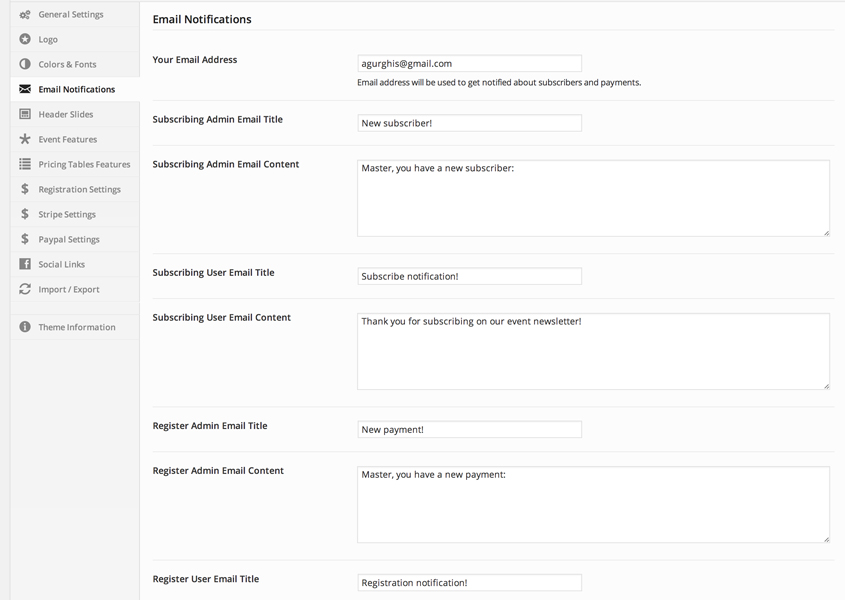 General Settings
Logo
Colors & Fonts
Email Notifications
Header Slides
Event Features
Pricing Tables Features
Registration Settings
Stripe Settings
Paypal Settings
Social Links
Import / Export
Theme Information
Email Notifications
Your Email Address
agurghis@gmail.com
Email address will be used to get notified about subscribers and payments.
Subscribing Admin Email Title
New subscriber!
Subscribing Admin Email Content
Master, you have a new subscriber:
Subscribing User Email Title
Subscribe notification!
Subscribing User Email Content
Thank you for subscribing on our event newsletter!
Register Admin Email Title
New payment!
Register Admin Email Content
Master, you have a new payment:
Register User Email Title
Registration notification!